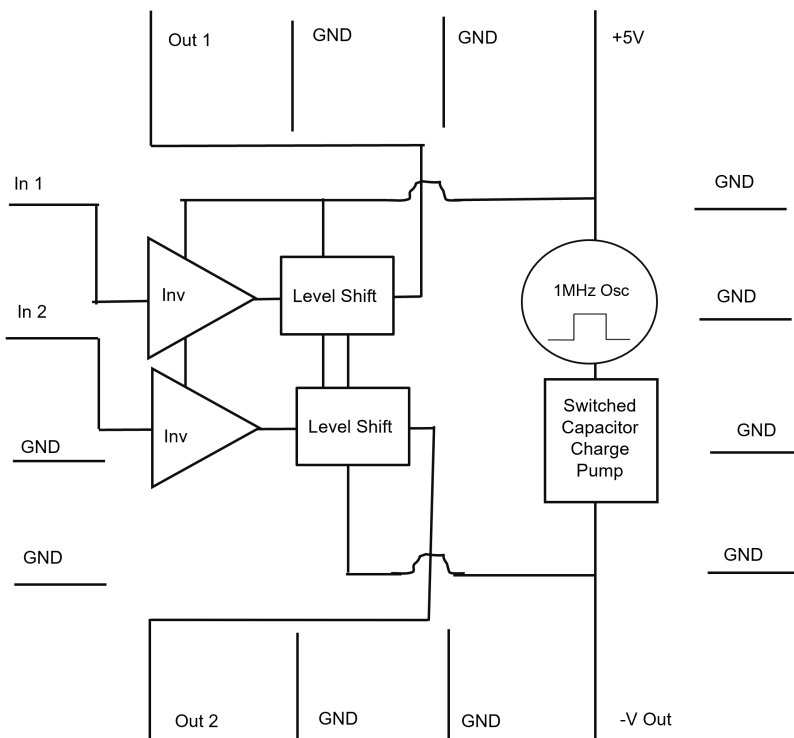 Out 1
GND
GND
+5V
In 1
GND
Inv
Level Shift
1MHz Osc
GND
In 2
Inv
Level Shift
Switched
Capacitor
Charge
Pump
GND
GND
GND
GND
Out 2
GND
GND
-V Out